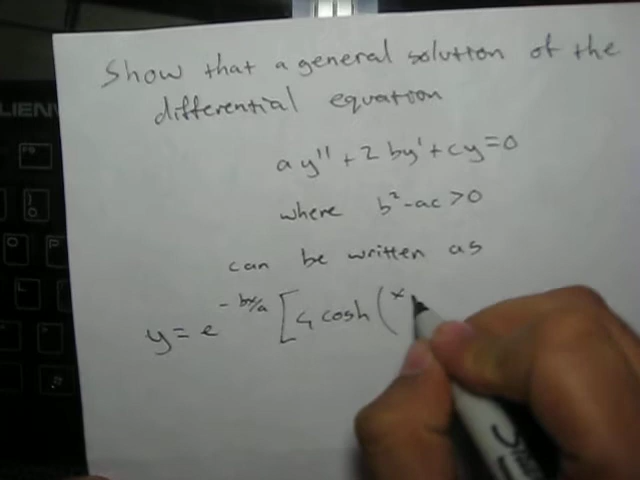 Show that a general solution of the
differential equation
ay'' + 2by' + cy = 0
where b² - ac > 0
can be written as
y = e^(-bx/a) [c₁ cosh (x
ALIEN